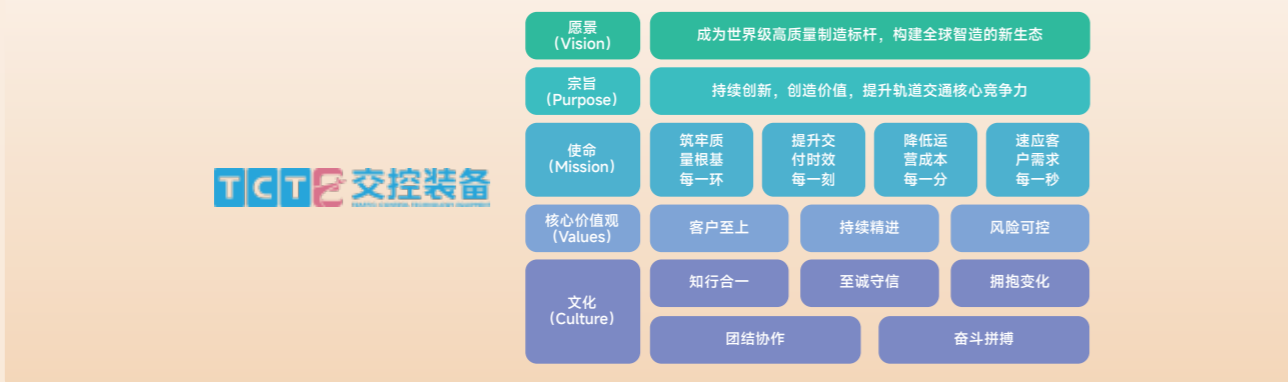 TCTE 交控装备
愿景
(Vision)
成为世界级高质量制造标杆，构建全球智造的新生态
宗旨
(Purpose)
持续创新，创造价值，提升轨道交通核心竞争力
使命
(Mission)
筑牢质
量根基
每一环
提升交
付时效
每一刻
降低运
营成本
每一分
速应客
户需求
每一秒
核心价值观
(Values)
客户至上
持续精进
风险可控
文化
(Culture)
知行合一
至诚守信
拥抱变化
团结协作
奋斗拼搏